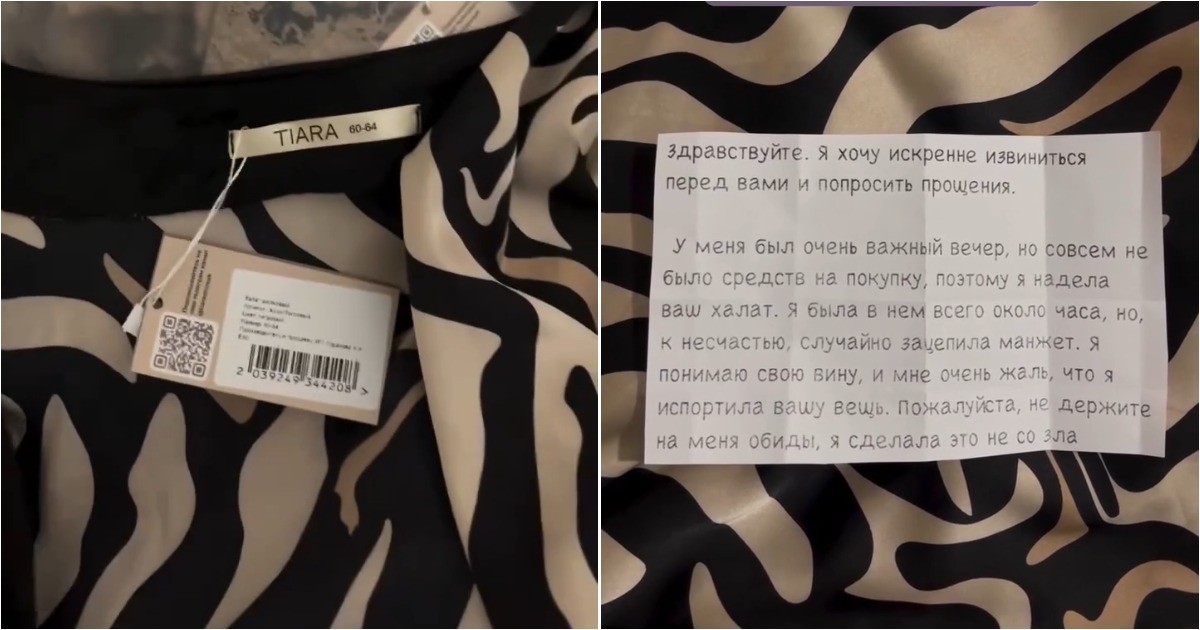 TIARA 60-64
Халат шелковый
2 039249 344208 >
здравствуйте. Я хочу искренне извиниться
перед вами и попросить прощения.
У меня был очень важный вечер, но совсем не
было средств на покупку, поэтому я надела
ваш халат. Я была в нем всего около часа, но,
к несчастью, случайно зацепила манжет. Я
понимаю свою вину, и мне очень жаль, что я
испортила вашу вещь. Пожалуйста, не держите
на меня обиды, я сделала это не со зла